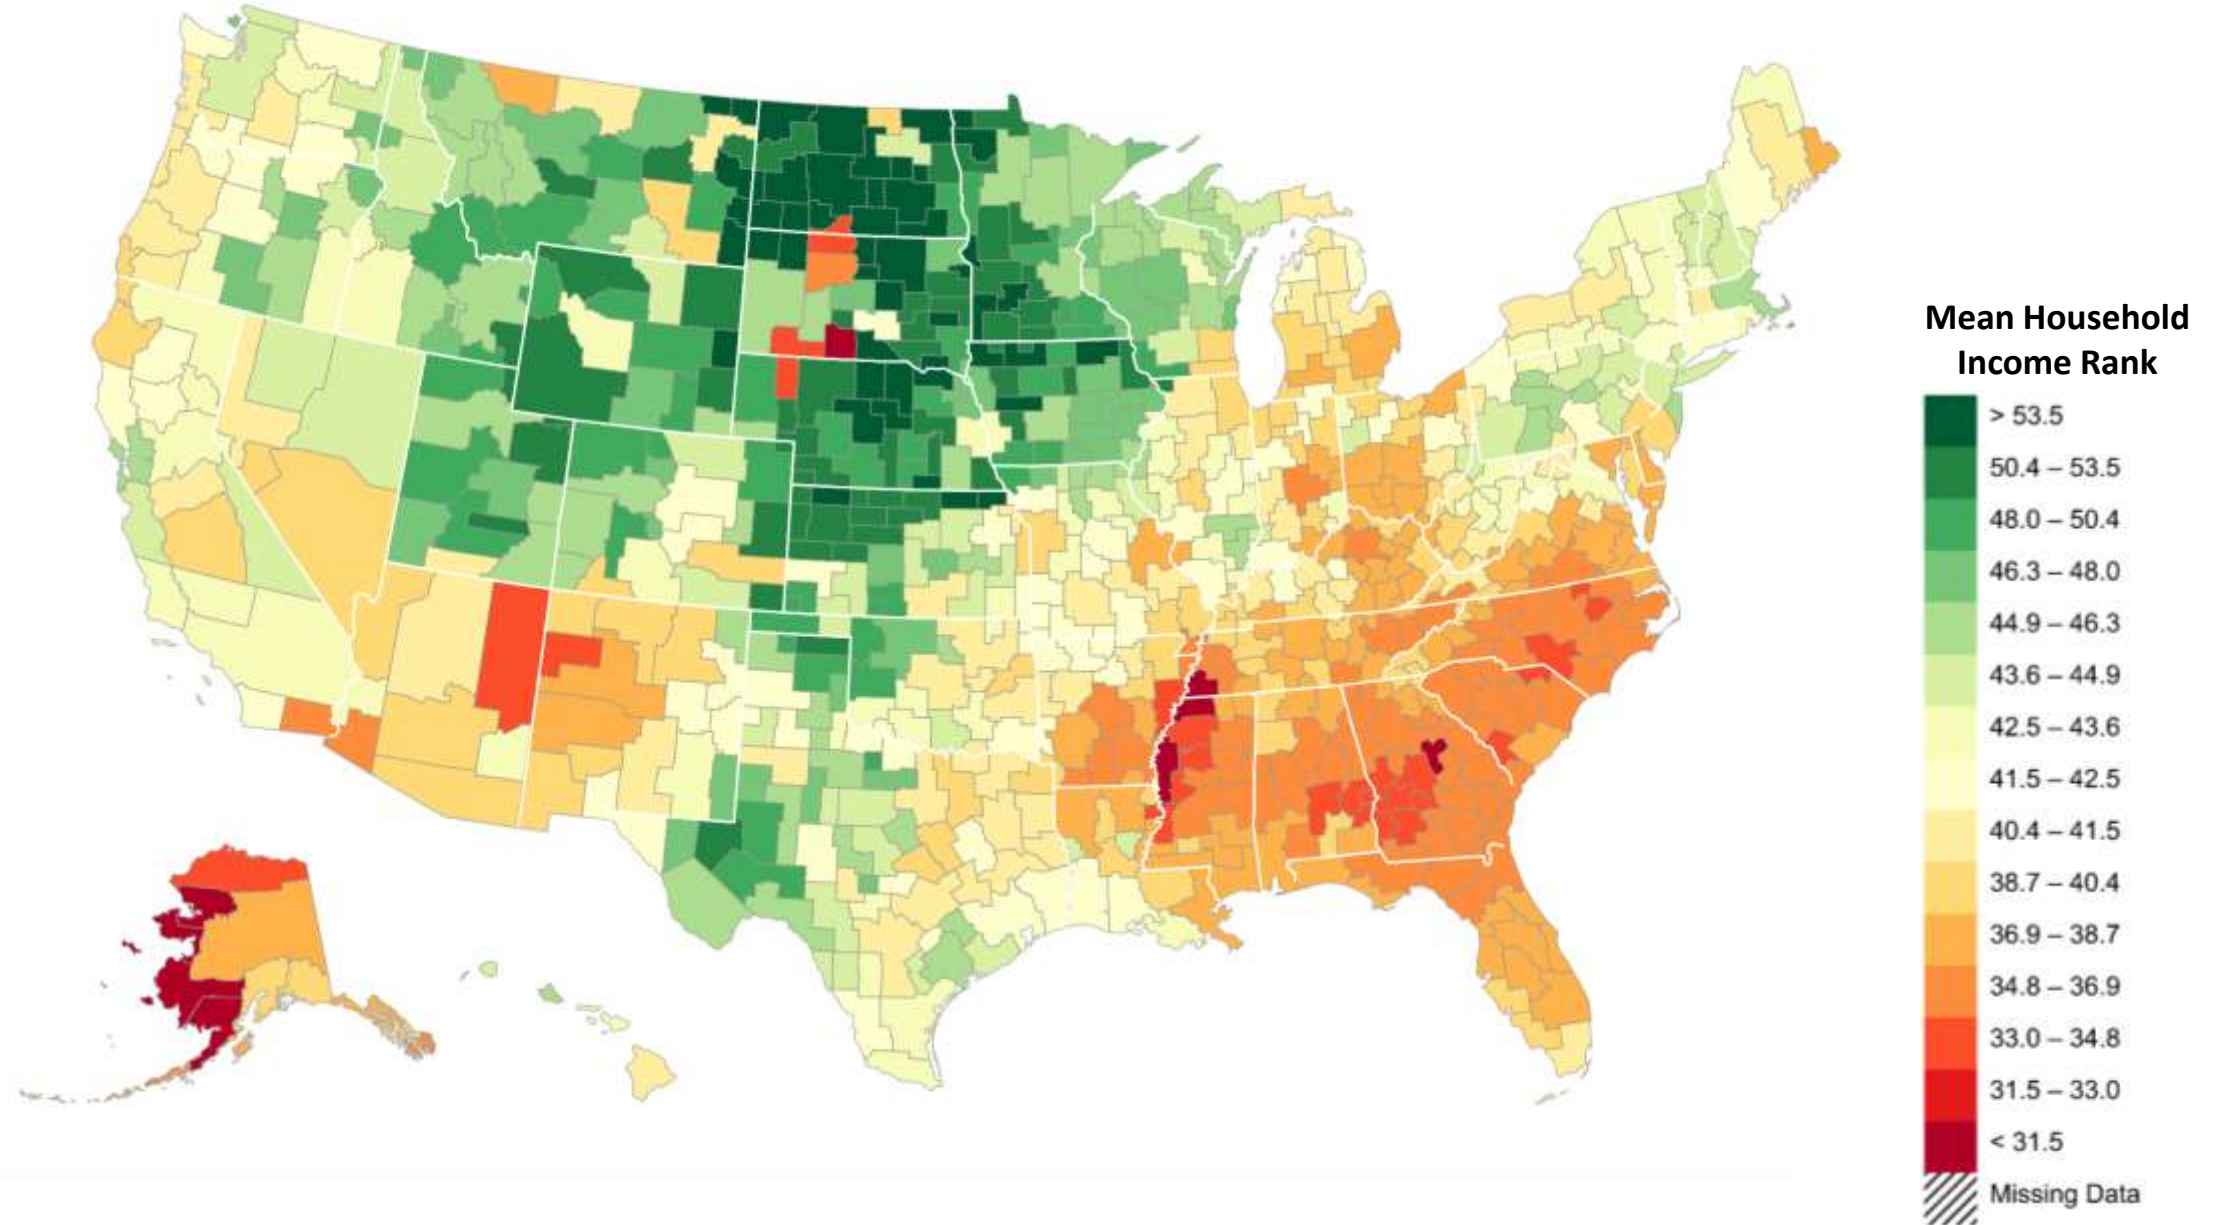 Mean Household
Income Rank
> 53.5
50.4 – 53.5
48.0 – 50.4
46.3 – 48.0
44.9 – 46.3
43.6 – 44.9
42.5 – 43.6
41.5 – 42.5
40.4 – 41.5
38.7 – 40.4
36.9 – 38.7
34.8 – 36.9
33.0 – 34.8
31.5 – 33.0
< 31.5
Missing Data